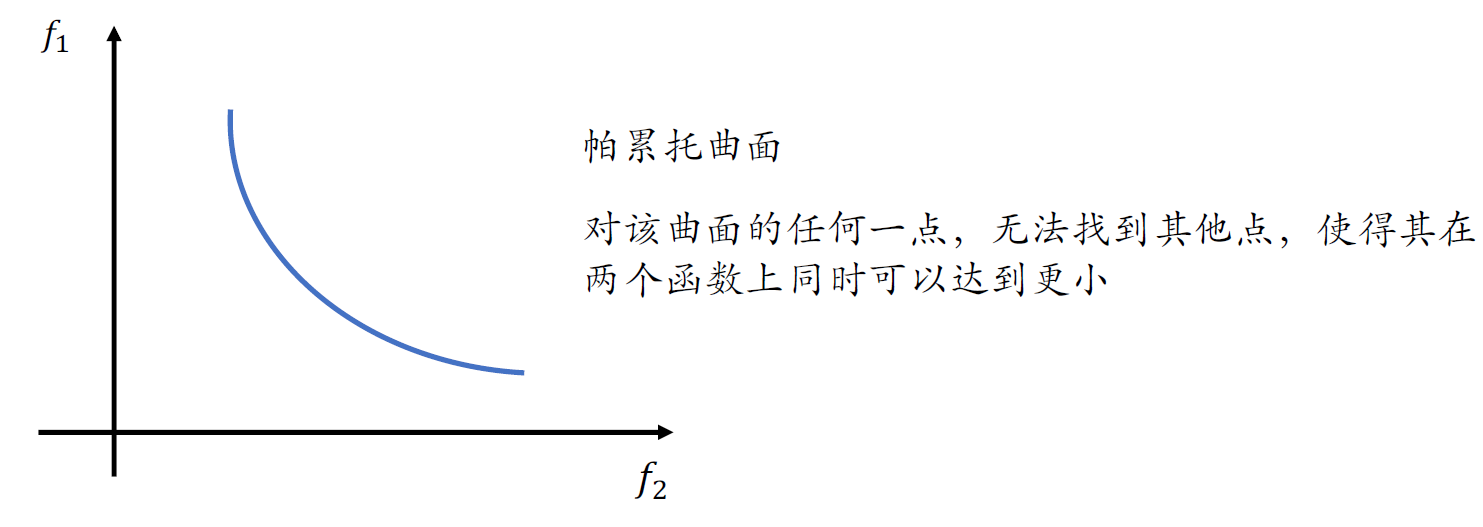 f₁
帕累托曲面
对该曲面的任何一点，无法找到其他点，使得其在
两个函数上同时可以达到更小
f₂